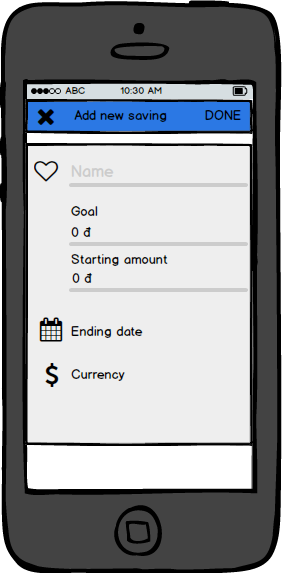 ABC 10:30 AM
Add new saving DONE
Name
Goal
0 đ
Starting amount
0 đ
Ending date
$ Currency